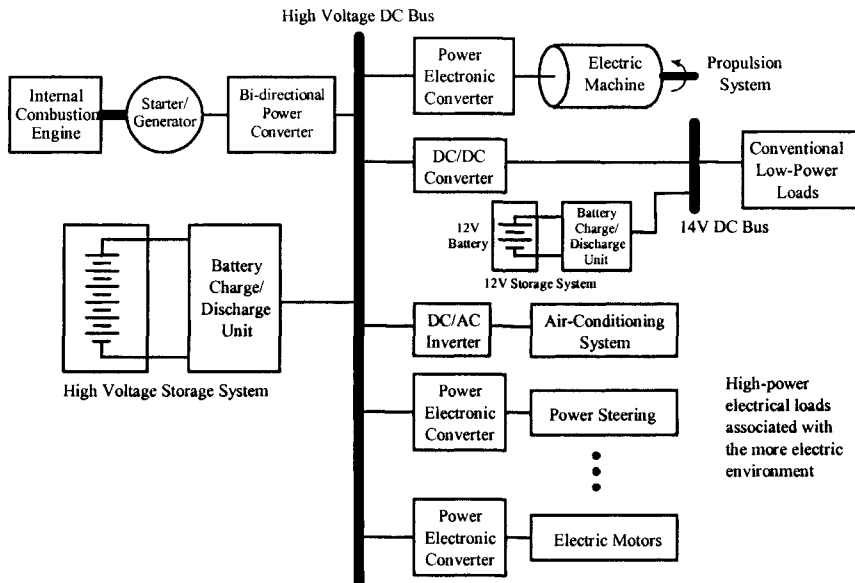 High Voltage DC Bus
Internal
Combustion
Engine
Starter/
Generator
Bi-directional
Power
Converter
Power
Electronic
Converter
Electric
Machine
Propulsion
System
DC/DC
Converter
Conventional
Low-Power
Loads
14V DC Bus
12V
Battery
Battery
Charge/
Discharge
Unit
12V Storage System
Battery
Charge/
Discharge
Unit
High Voltage Storage System
DC/AC
Inverter
Air-Conditioning
System
Power
Electronic
Converter
Power Steering
High-power
electrical loads
associated with
the more electric
environment
Power
Electronic
Converter
Electric Motors